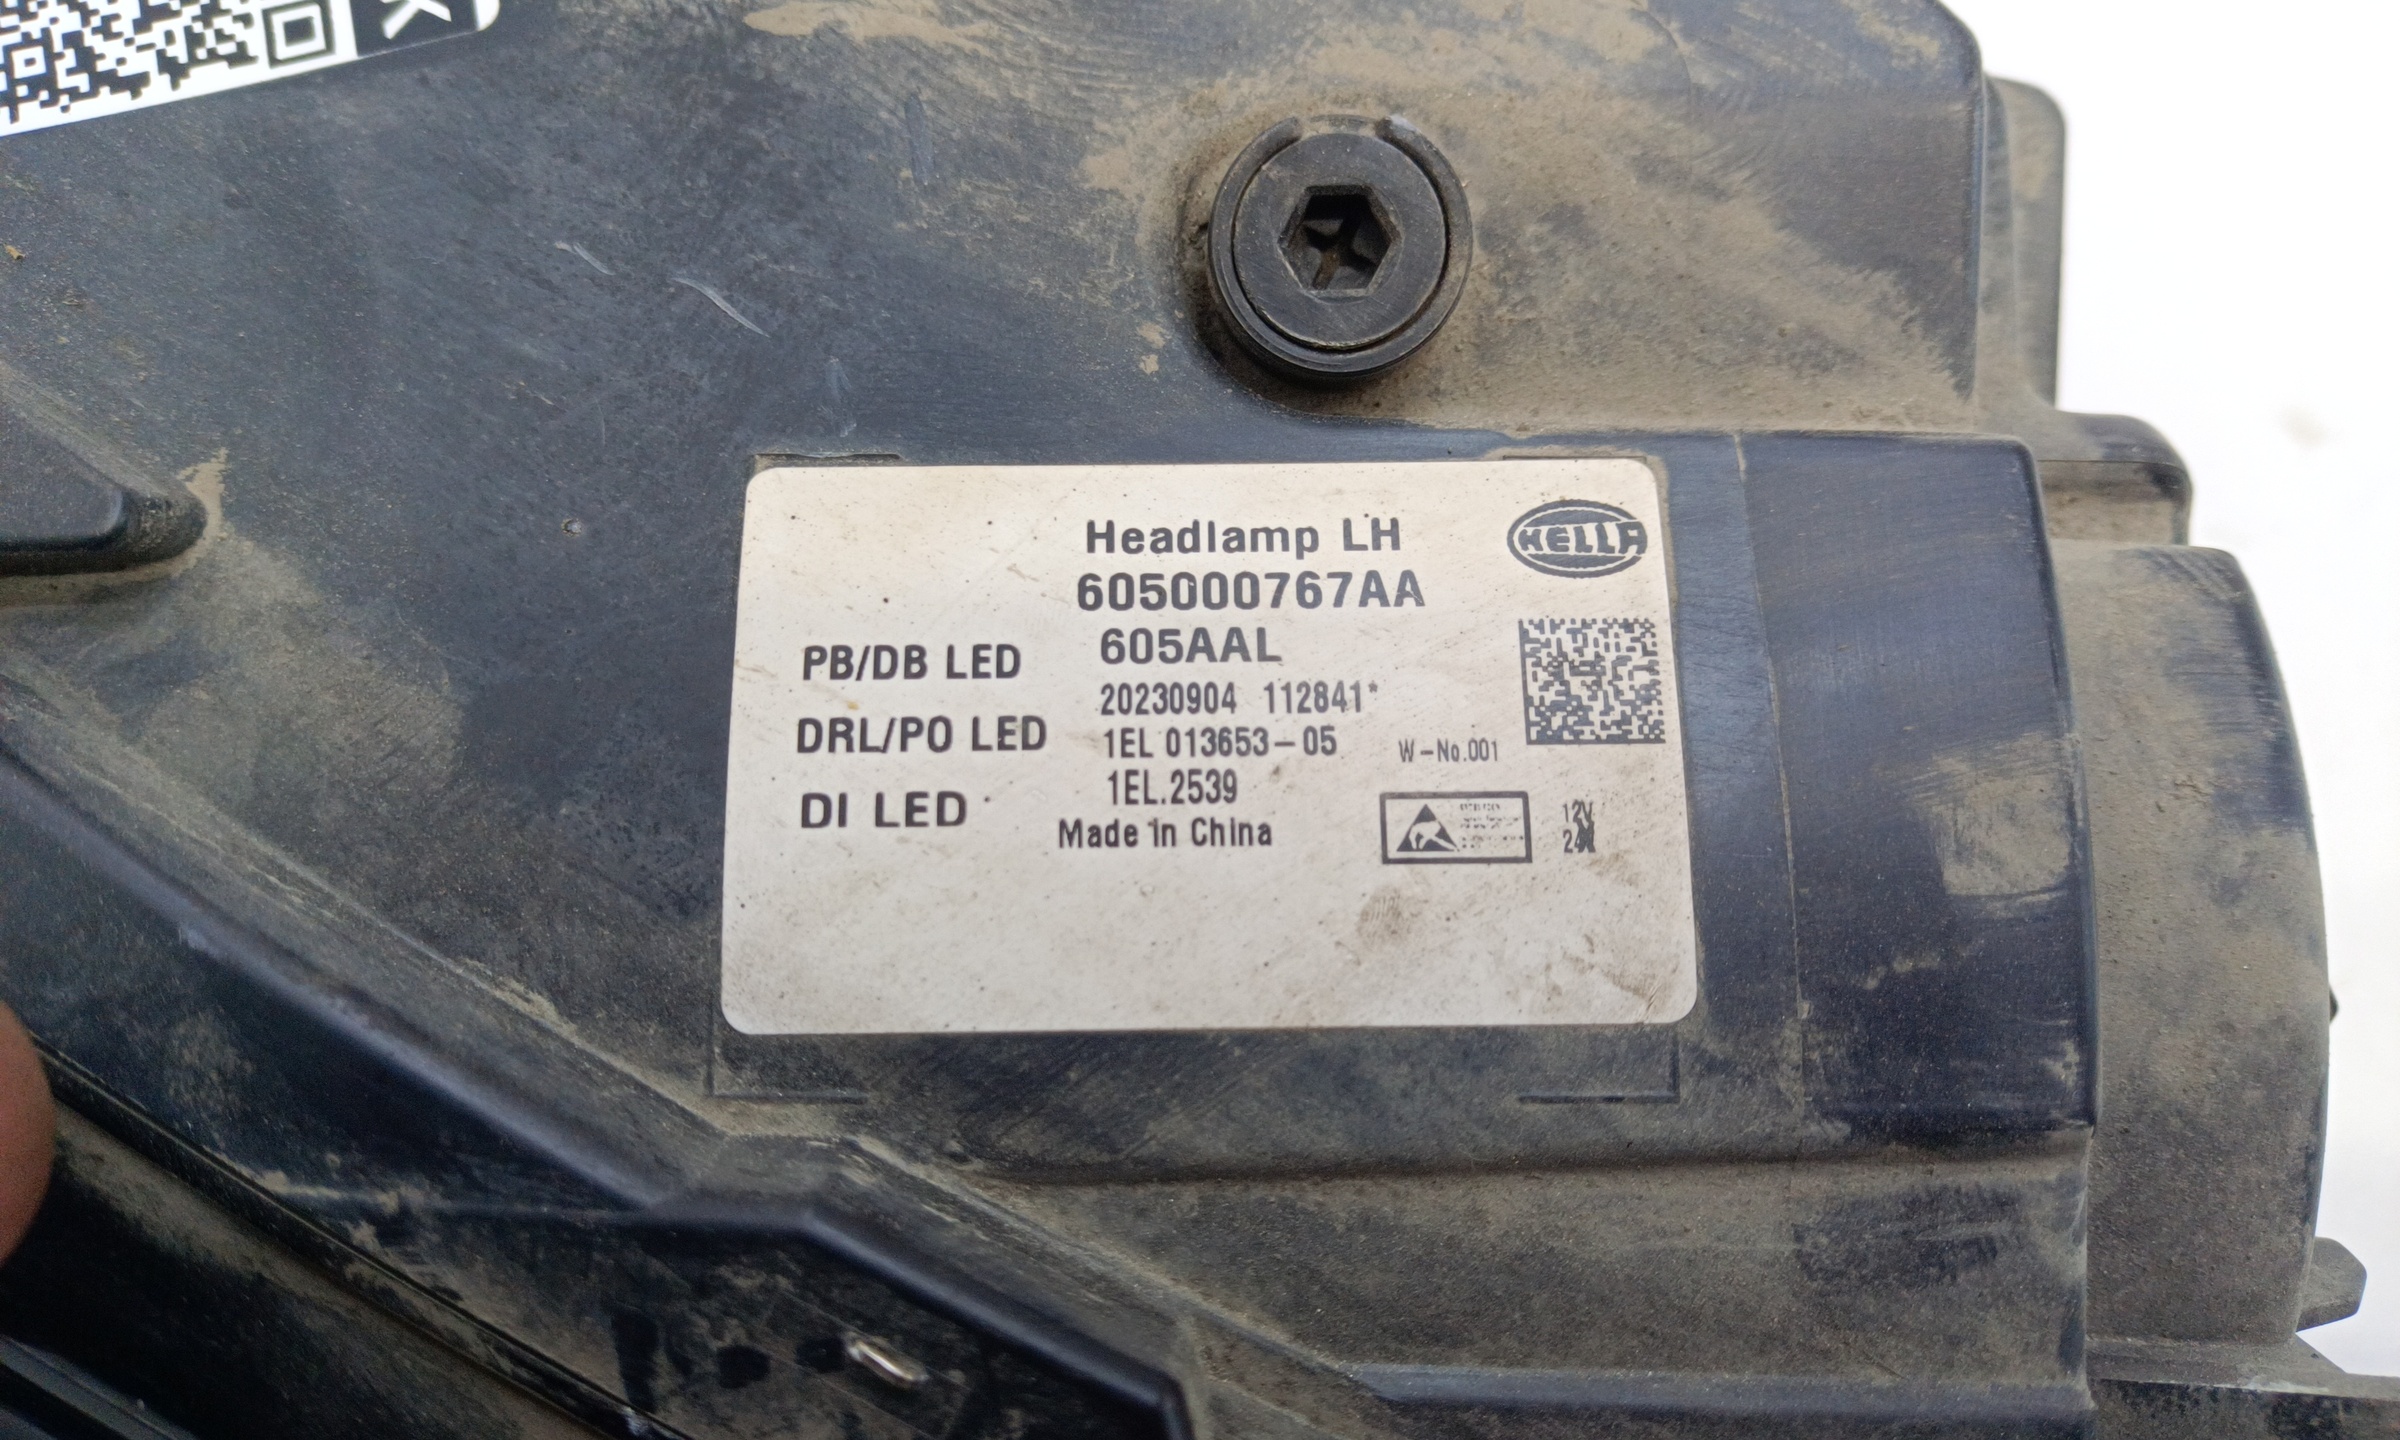 K
Headlamp LH
HELLA
605000767AA
PB/DB LED
605AAL
20230904 112841*
DRL/PO LED
1EL 013653-05
W-No.001
DI LED
1EL.2539
Made in China
12V